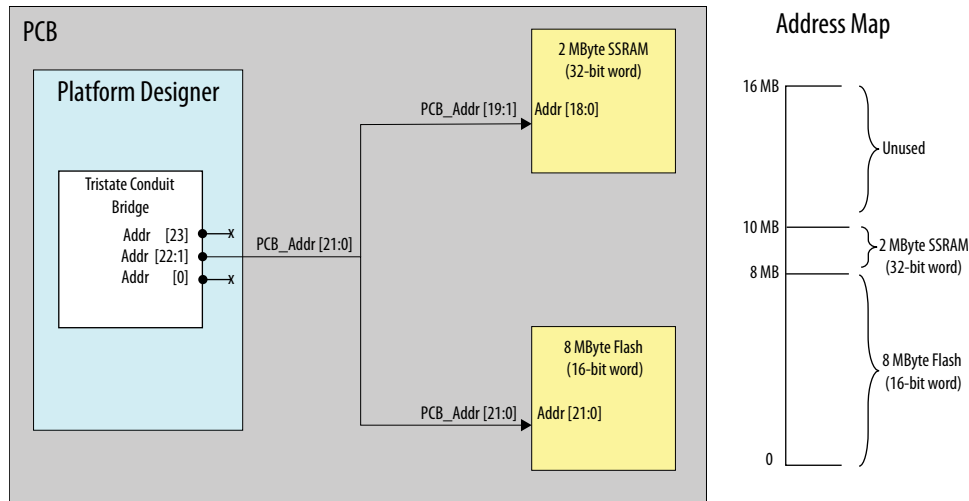 PCB
Platform Designer
Tristate Conduit
Bridge
Addr [23]
x
Addr [22:1]
Addr [0]
x
PCB_Addr [21:0]
2 MByte SSRAM
(32-bit word)
PCB_Addr [19:1]
Addr [18:0]
8 MByte Flash
(16-bit word)
PCB_Addr [21:0]
Addr [21:0]
Address Map
16 MB
Unused
10 MB
2 MByte SSRAM
(32-bit word)
8 MB
8 MByte Flash
(16-bit word)
0